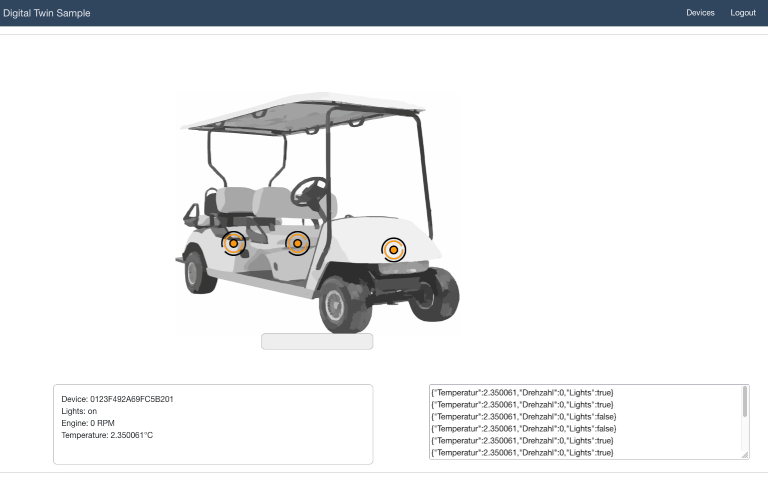 Digital Twin Sample
Devices
Logout
Device: 0123F492A69FC5B201
Lights: on
Engine: 0 RPM
Temperature: 2.350061°C
{"Temperatur":2.350061,"Drehzahl":0,"Lights":true}
{"Temperatur":2.350061,"Drehzahl":0,"Lights":true}
{"Temperatur":2.350061,"Drehzahl":0,"Lights":false}
{"Temperatur":2.350061,"Drehzahl":0,"Lights":false}
{"Temperatur":2.350061,"Drehzahl":0,"Lights":true}
{"Temperatur":2.350061,"Drehzahl":0,"Lights":true}